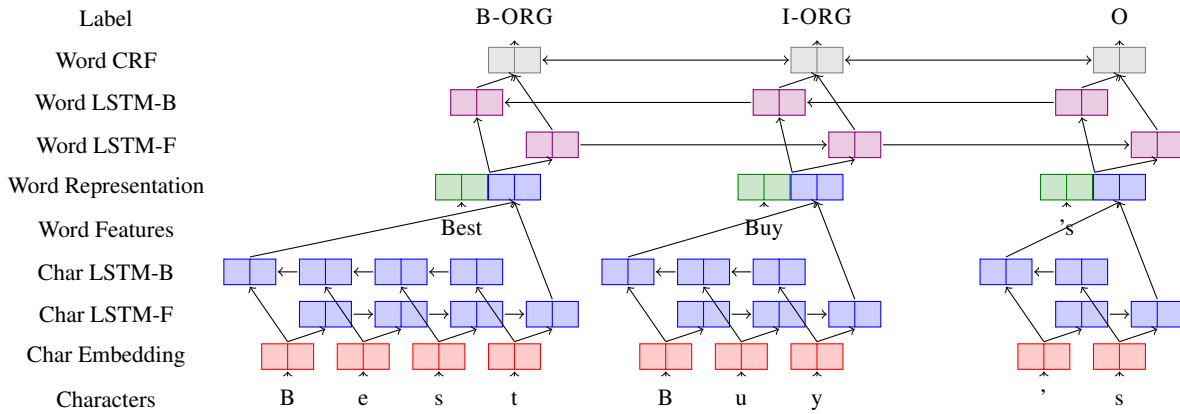 Label B-ORG I-ORG O
Word CRF
Word LSTM-B
Word LSTM-F
Word Representation
Word Features Best Buy 's
Char LSTM-B
Char LSTM-F
Char Embedding
Characters B e s t B u y ’ s